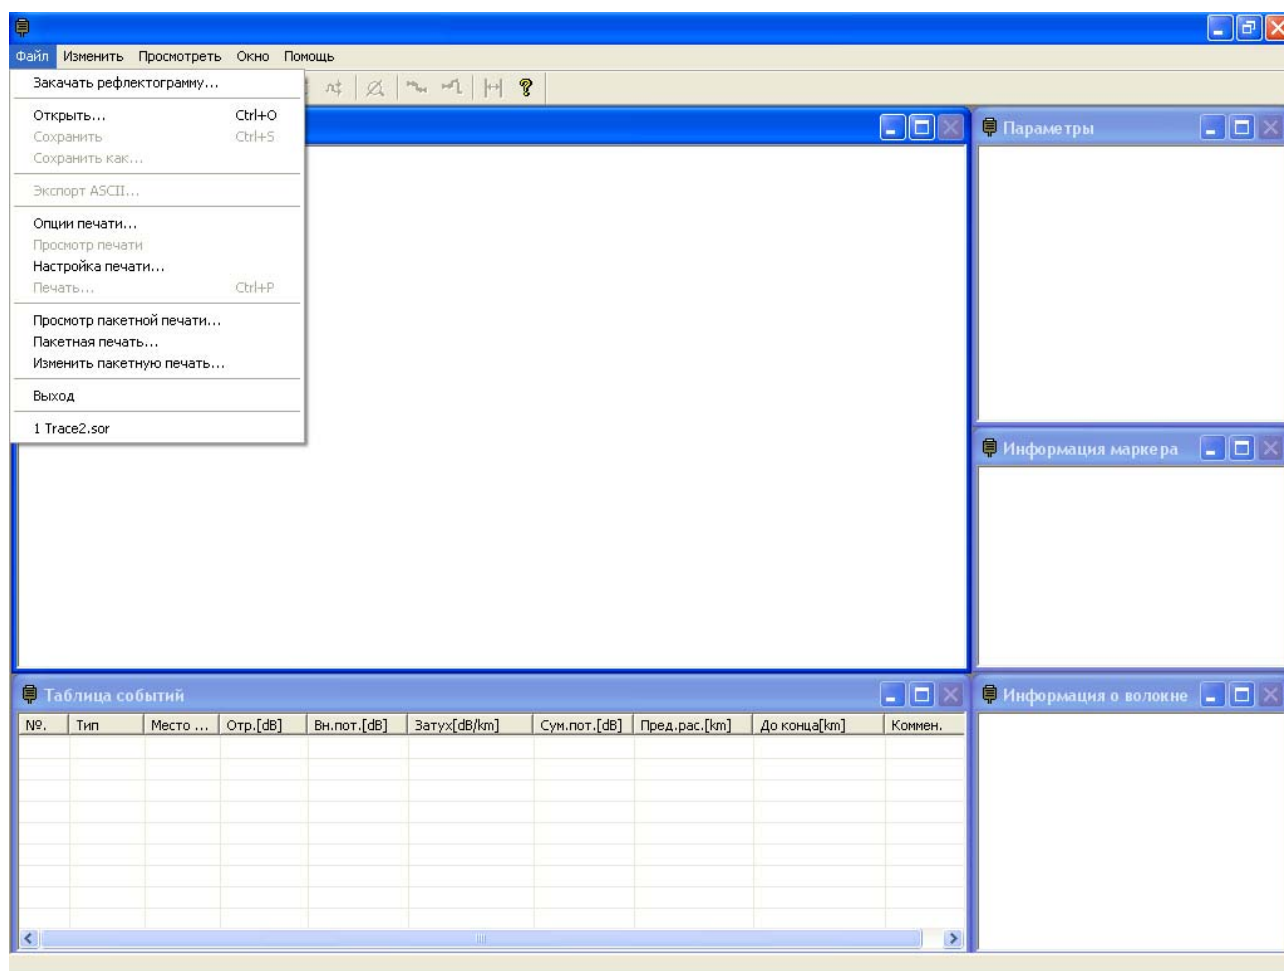 Файл Изменить Просмотреть Окно Помощь
Закачать рефлектограмму...
Открыть... Ctrl+O
Сохранить Ctrl+S
Сохранить как...
Экспорт ASCII...
Опции печати...
Просмотр печати
Настройка печати...
Печать... Ctrl+P
Просмотр пакетной печати...
Пакетная печать...
Изменить пакетную печать...
Выход
1 Trace2.sor
Параметры
Информация маркера
Таблица событий
№. Тип Место ... Отр.[dB] Вн.пот.[dB] Затух[dB/km] Сум.пот.[dB] Пред.рас.[km] До конца[km] Коммен.
Информация о волокне